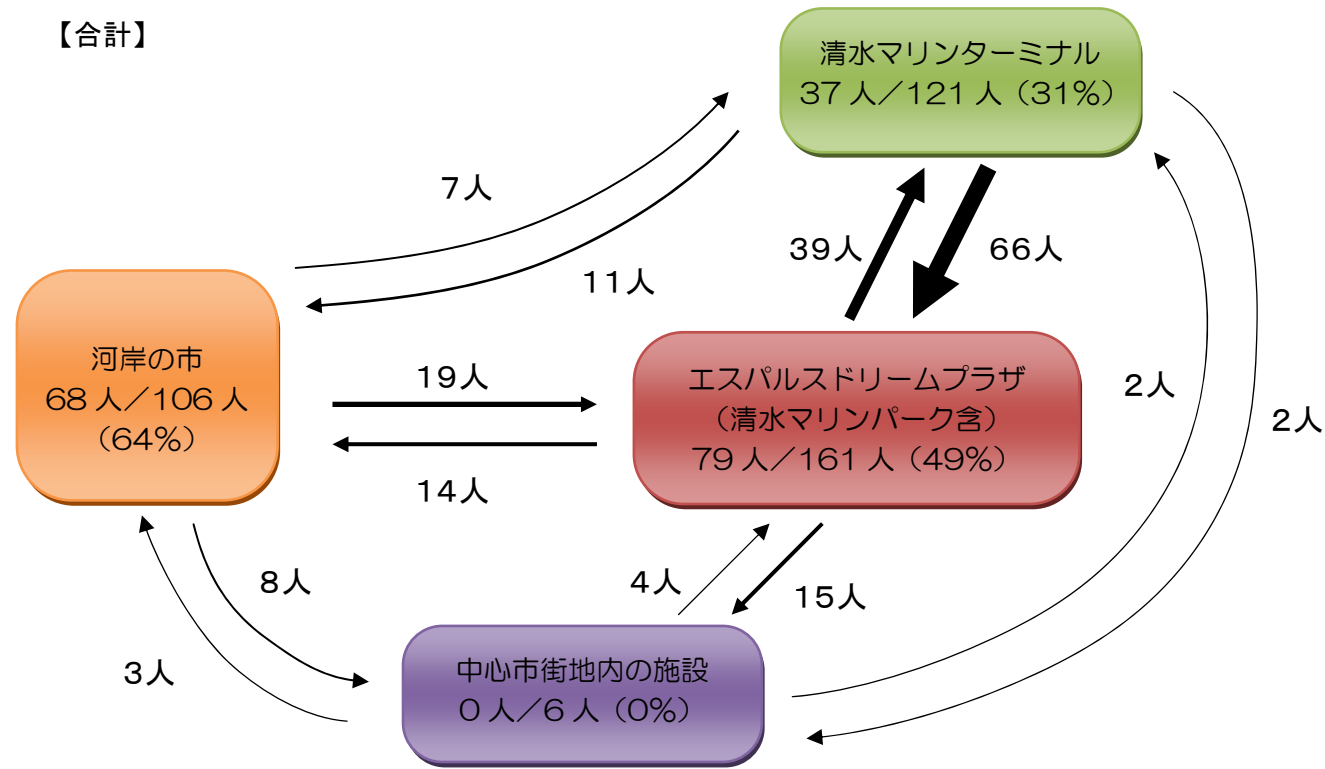 【合計】
清水マリンターミナル
37人／121人（31%）
7人
11人
39人
66人
河岸の市
68人／106人
（64%）
19人
14人
エスパルスドリームプラザ
（清水マリンパーク含）
79人／161人（49%）
2人
2人
8人
3人
4人
15人
中心市街地内の施設
0人／6人（0%）